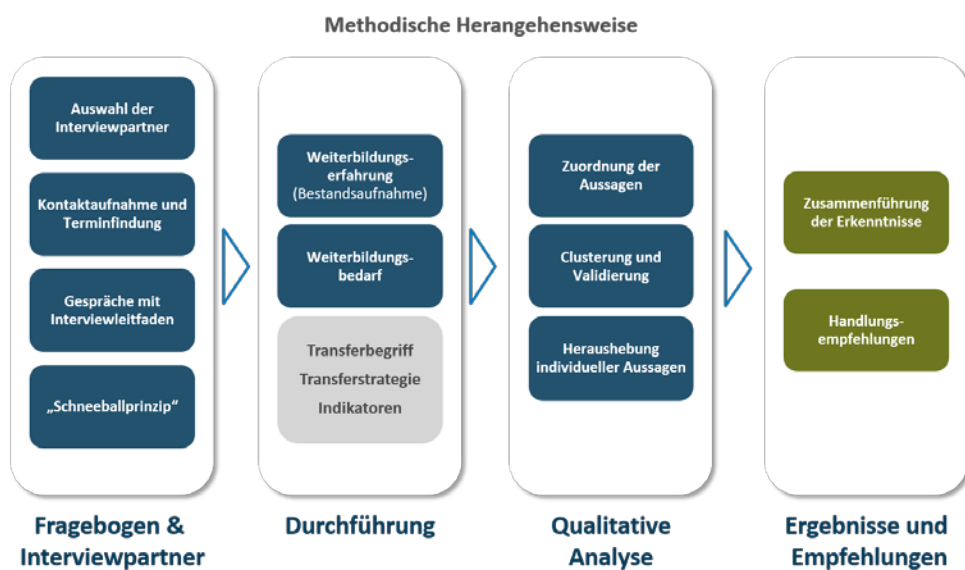 Methodische Herangehensweise
Auswahl der
Interviewpartner
Kontaktaufnahme und
Terminfindung
Gespräche mit
Interviewleitfaden
„Schneeballprinzip“
Fragebogen &
Interviewpartner
Weiterbildungs-
erfahrung
(Bestandsaufnahme)
Weiterbildungs-
bedarf
Transferbegriff
Transferstrategie
Indikatoren
Durchführung
Zuordnung der
Aussagen
Clusterung und
Validierung
Heraushebung
individueller Aussagen
Qualitative
Analyse
Zusammenführung
der Erkenntnisse
Handlungs-
empfehlungen
Ergebnisse und
Empfehlungen